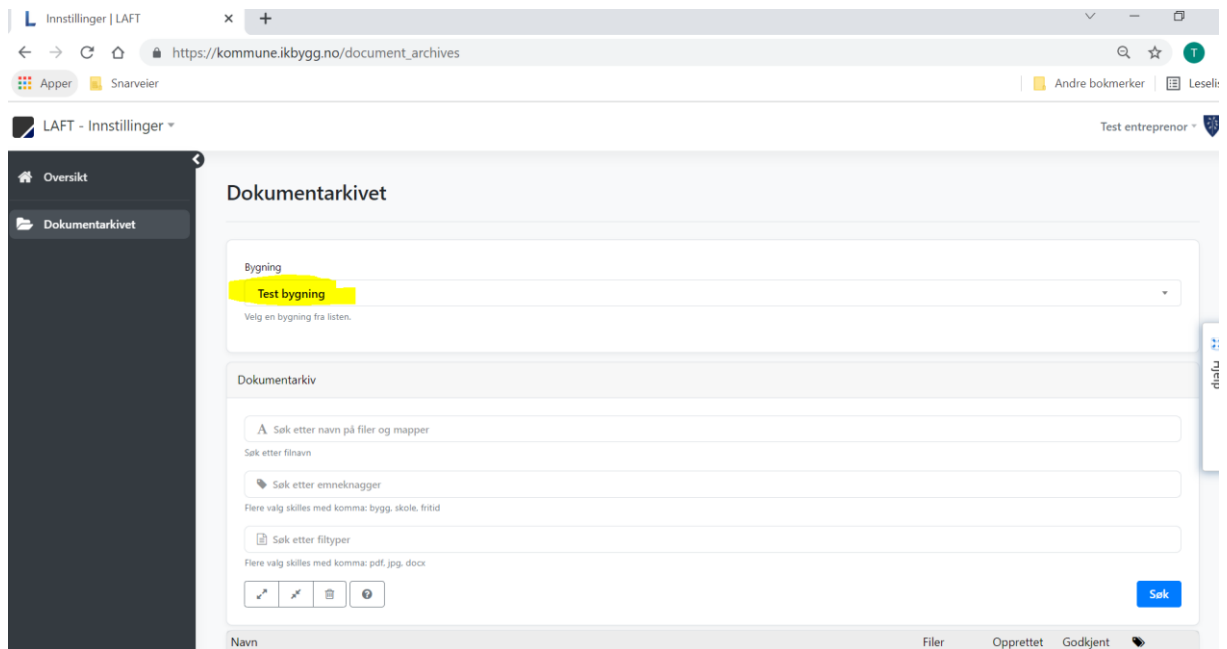 Innstillinger | LAFT
https://kommune.ikbygg.no/document_archives
T
Apper Snarveier Andre bokmerker Leselis
LAFT - Innstillinger Test entreprenor
Oversikt
Dokumentarkivet
Dokumentarkivet
Bygning
Test bygning
Velg en bygning fra listen.
Hjelp
Dokumentarkiv
A Søk etter navn på filer og mapper
Søk etter filnavn
Søk etter emneknagger
Flere valg skilles med komma: bygg, skole, fritid
Søk etter filtyper
Flere valg skilles med komma: pdf, jpg, docx
Søk
Navn Filer Opprettet Godkjent